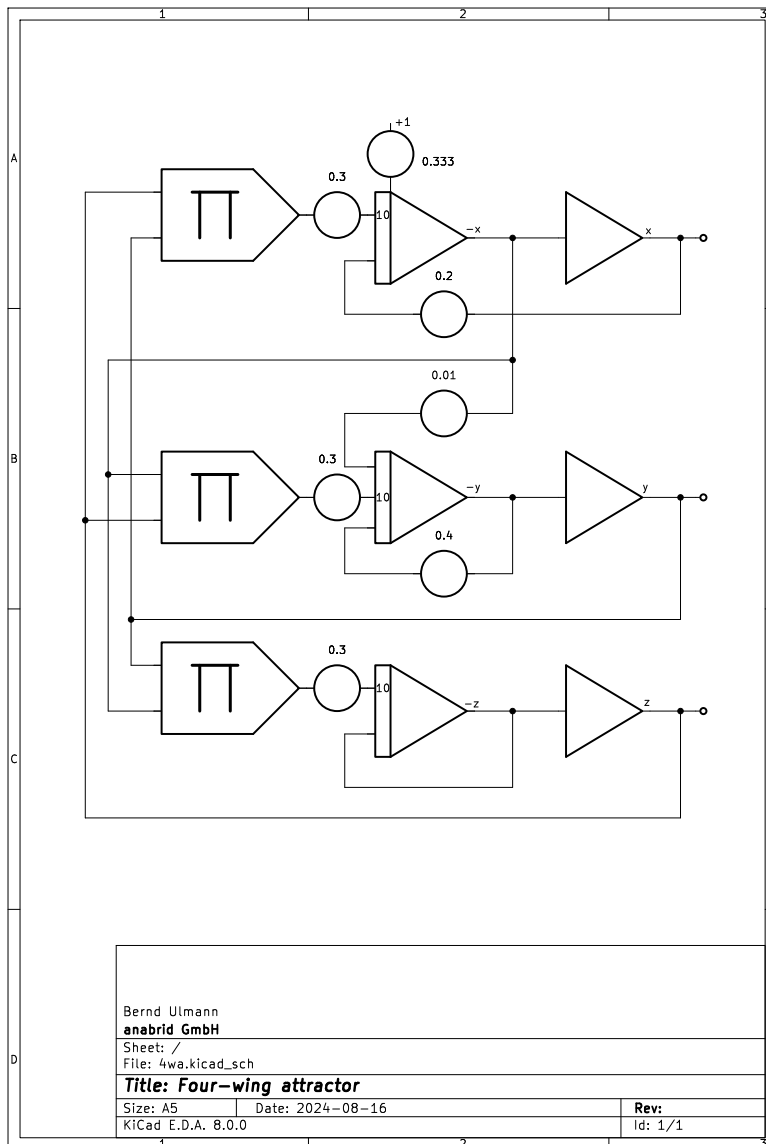 1 2 3
A
+1
0.333
0.3
∏
10
-x
x
0.2
0.01
B
0.3
∏
10
-y
y
0.4
0.3
∏
10
-z
z
C
D
Bernd Ulmann
anabrid GmbH
Sheet: /
File: 4wa.kicad_sch
Title: Four-wing attractor
Size: A5 Date: 2024-08-16 Rev:
KiCad E.D.A. 8.0.0 Id: 1/1
1 2 3